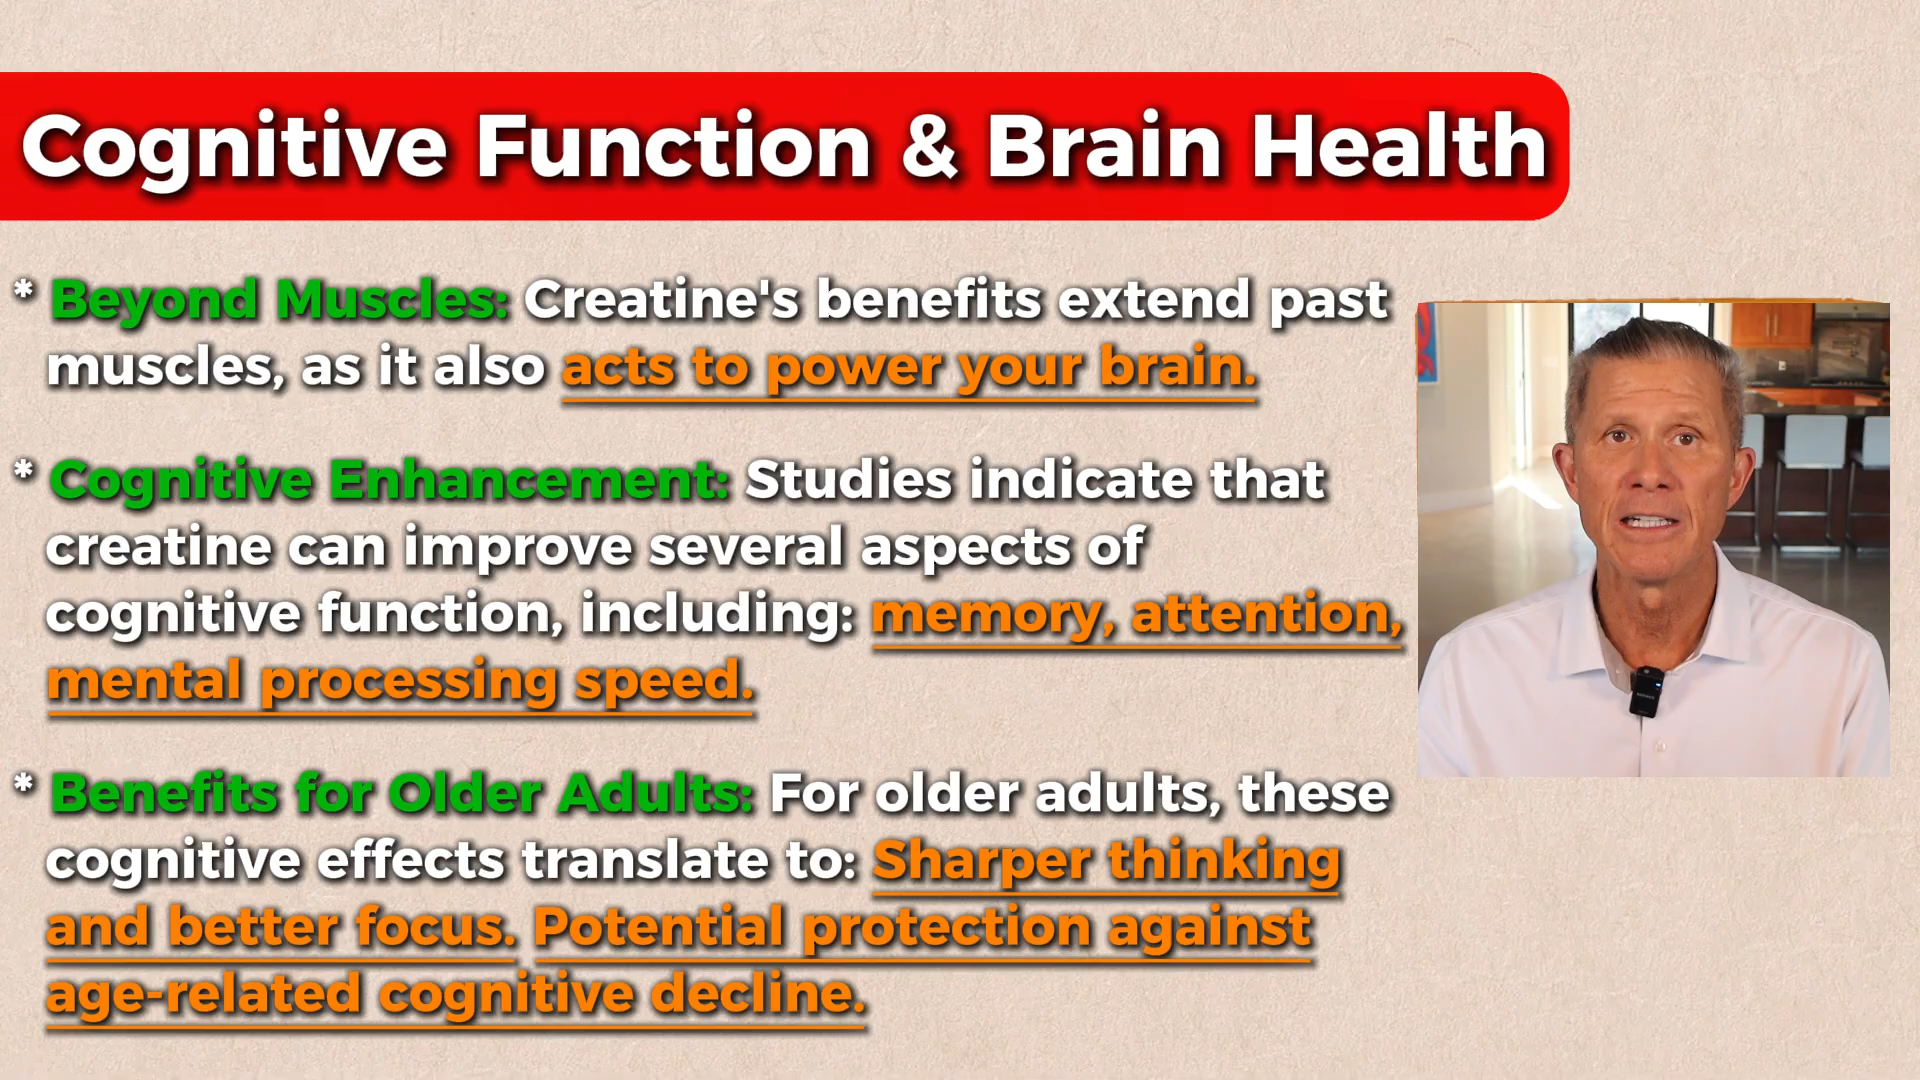 Cognitive Function & Brain Health
* Beyond Muscles: Creatine's benefits extend past
muscles, as it also acts to power your brain.
* Cognitive Enhancement: Studies indicate that
creatine can improve several aspects of
cognitive function, including: memory, attention,
mental processing speed.
* Benefits for Older Adults: For older adults, these
cognitive effects translate to: Sharper thinking
and better focus. Potential protection against
age-related cognitive decline.